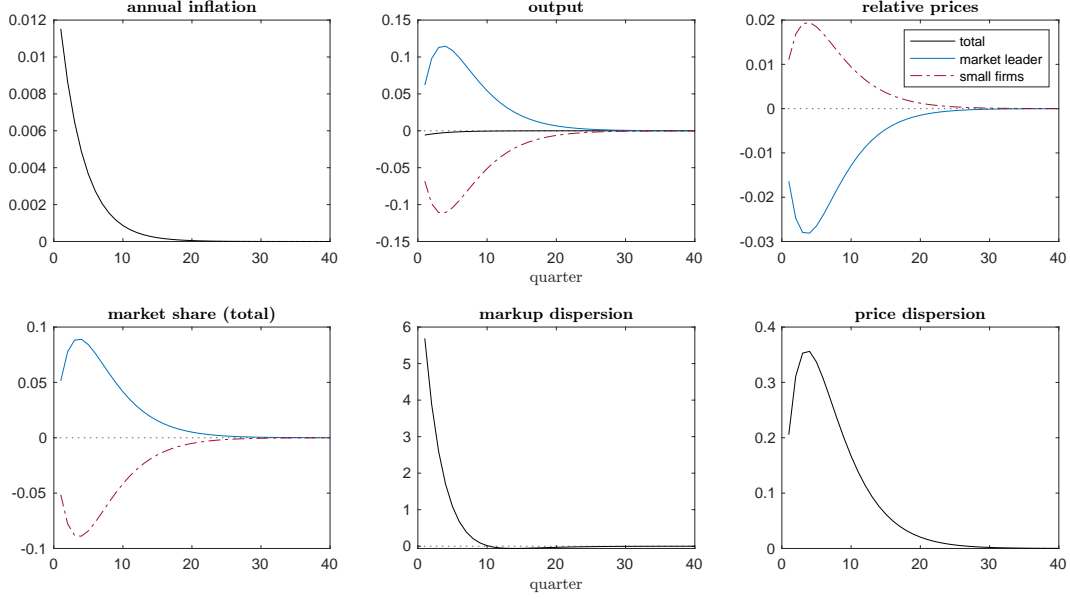 annual inflation
0.012
0.01
0.008
0.006
0.004
0.002
0
0 10 20 30 40
output
0.15
0.1
0.05
0
-0.05
-0.1
-0.15
0 10 20 30 40
quarter
relative prices
0.02
0.01
0
-0.01
-0.02
-0.03
0 10 20 30 40
total
market leader
small firms
market share (total)
0.1
0.05
0
-0.05
-0.1
0 10 20 30 40
markup dispersion
6
5
4
3
2
1
0
0 10 20 30 40
quarter
price dispersion
0.4
0.3
0.2
0.1
0
0 10 20 30 40